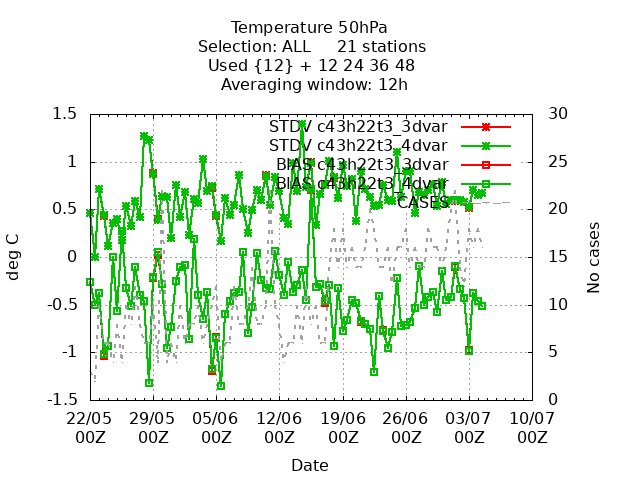 Temperature 50hPa
Selection: ALL 21 stations
Used {12} + 12 24 36 48
Averaging window: 12h
1.5 30
STDV c43h22t3_3dvar
STDV c43h22t3_4dvar
1 25
BIAS c43h22t3_3dvar
BIAS c43h22t3_4dvar
CASES
0.5 20
deg C
0 15
No cases
-0.5 10
-1 5
-1.5 0
22/05 29/05 05/06 12/06 19/06 26/06 03/07 10/07
00Z 00Z 00Z 00Z 00Z 00Z 00Z 00Z
Date